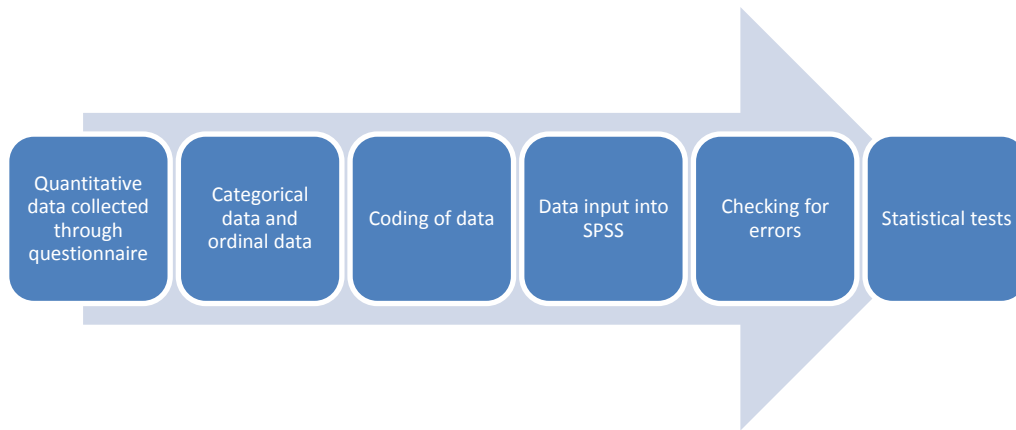 Quantitative
data collected
through
questionnaire
Categorical
data and
ordinal data
Coding of data
Data input into
SPSS
Checking for
errors
Statistical tests